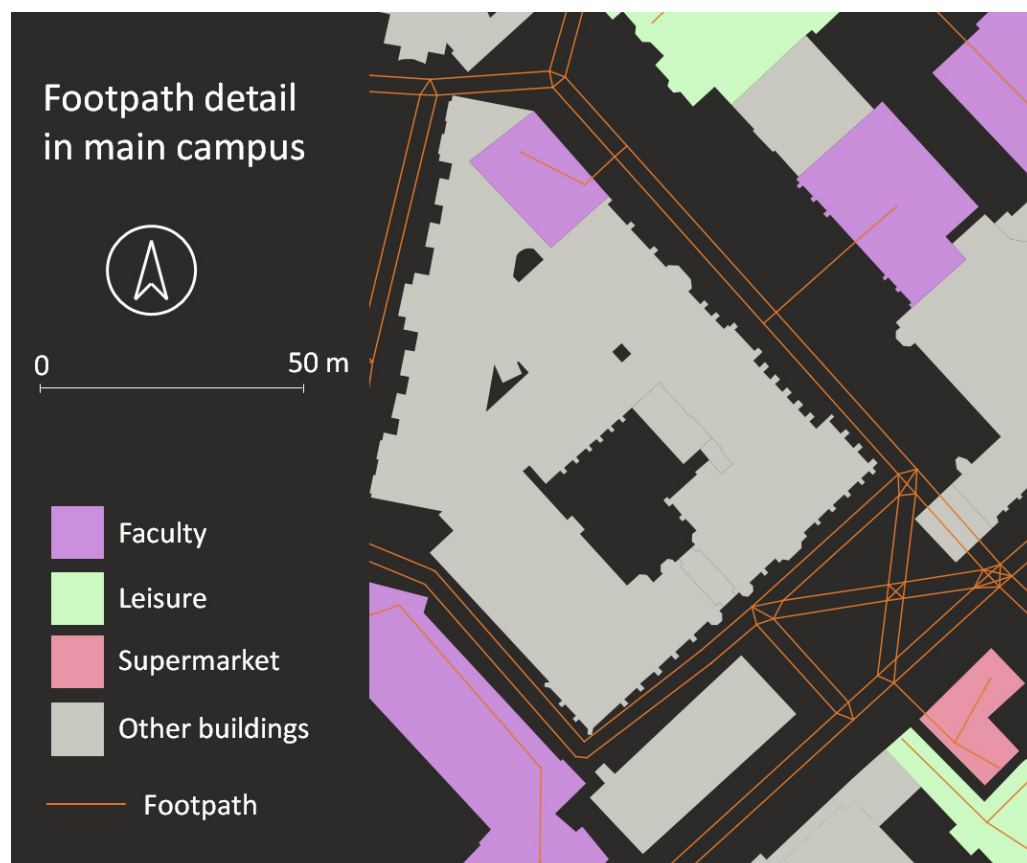 Footpath detail
in main campus
0
50 m
Faculty
Leisure
Supermarket
Other buildings
Footpath